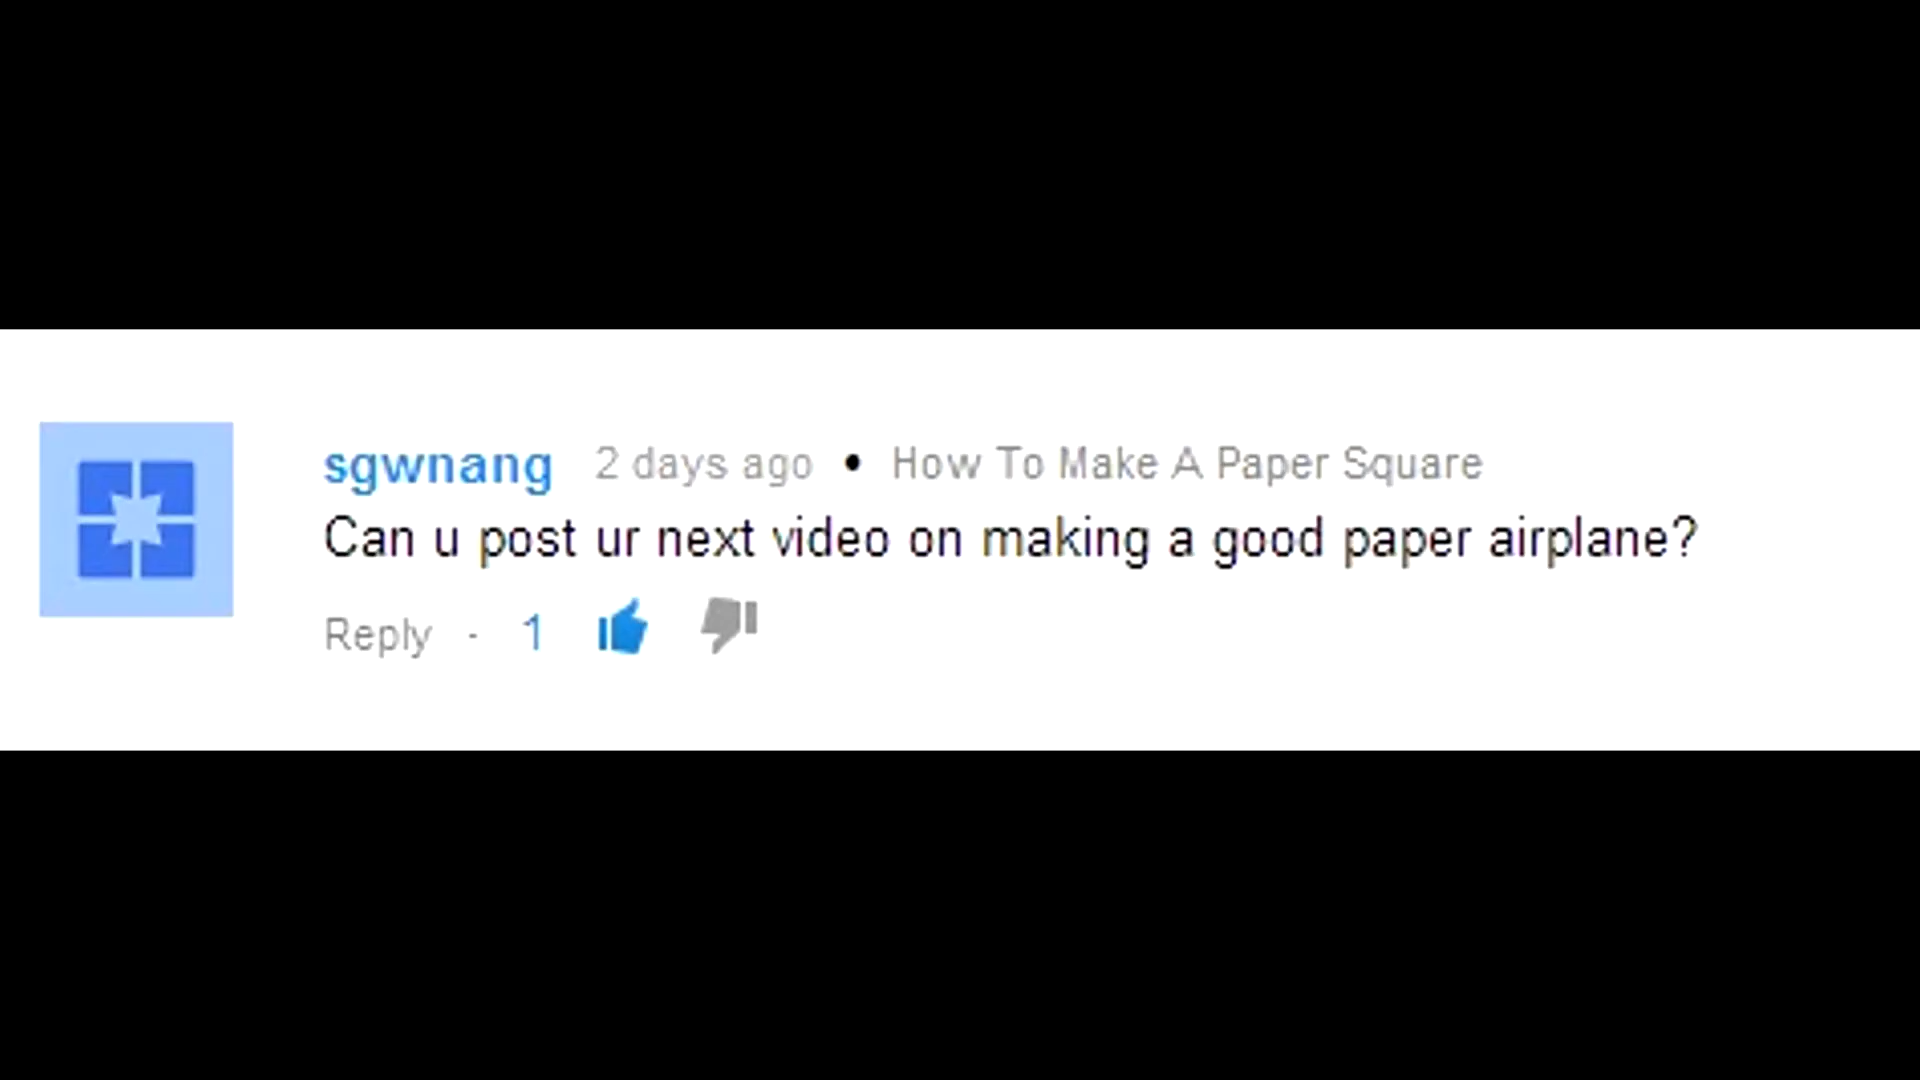 sgwnang 2 days ago • How To Make A Paper Square
Can u post ur next video on making a good paper airplane?
Reply · 1